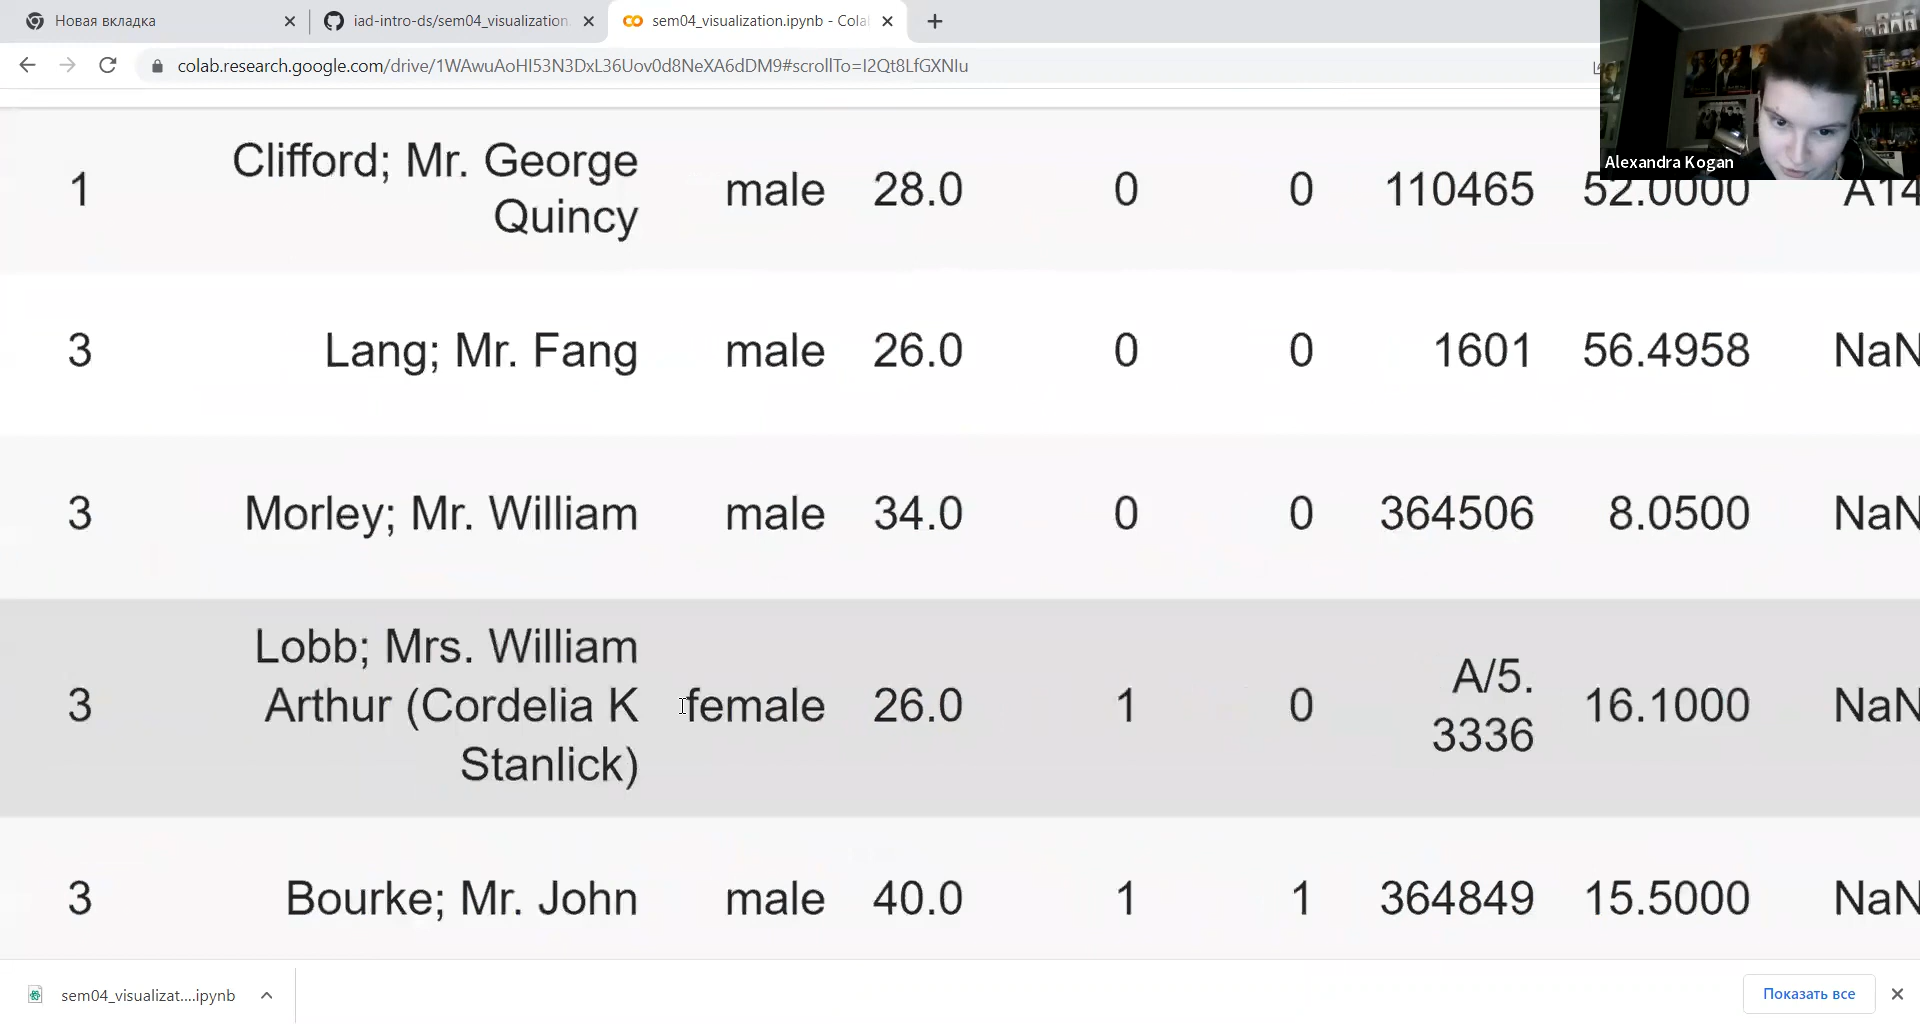 Новая вкладка
iad-intro-ds/sem04_visualization.
sem04_visualization.ipynb - Cola
colab.research.google.com/drive/1WAwuAoHI53N3DxL36Uov0d8NeXA6dDM9#scrollTo=I2Qt8LfGXNIu
Alexandra Kogan
1 Clifford; Mr. George Quincy male 28.0 0 0 110465 52.0000 A14
3 Lang; Mr. Fang male 26.0 0 0 1601 56.4958 NaN
3 Morley; Mr. William male 34.0 0 0 364506 8.0500 NaN
3 Lobb; Mrs. William Arthur (Cordelia K Stanlick) female 26.0 1 0 A/5. 3336 16.1000 NaN
3 Bourke; Mr. John male 40.0 1 1 364849 15.5000 NaN
sem04_visualizat....ipynb
Показать все